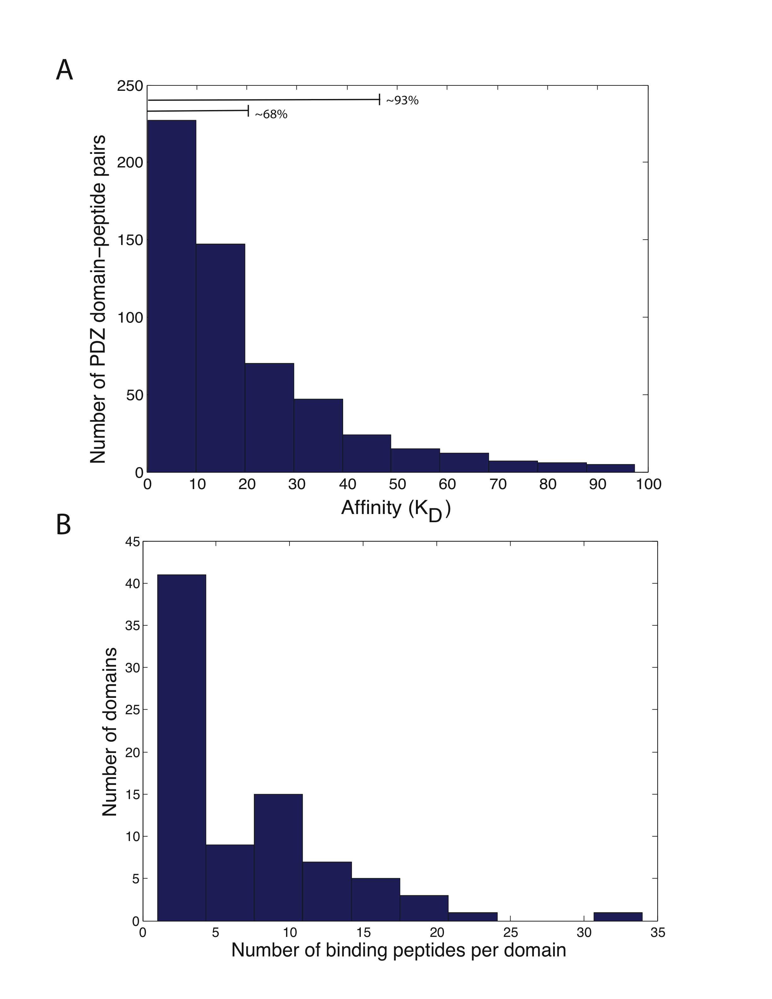 A
250
~93%
~68%
200
150
100
50
0
Number of PDZ domain–peptide pairs
0 10 20 30 40 50 60 70 80 90 100
Affinity (KD)
B
45
40
35
30
25
20
15
10
5
0
Number of domains
0 5 10 15 20 25 30 35
Number of binding peptides per domain